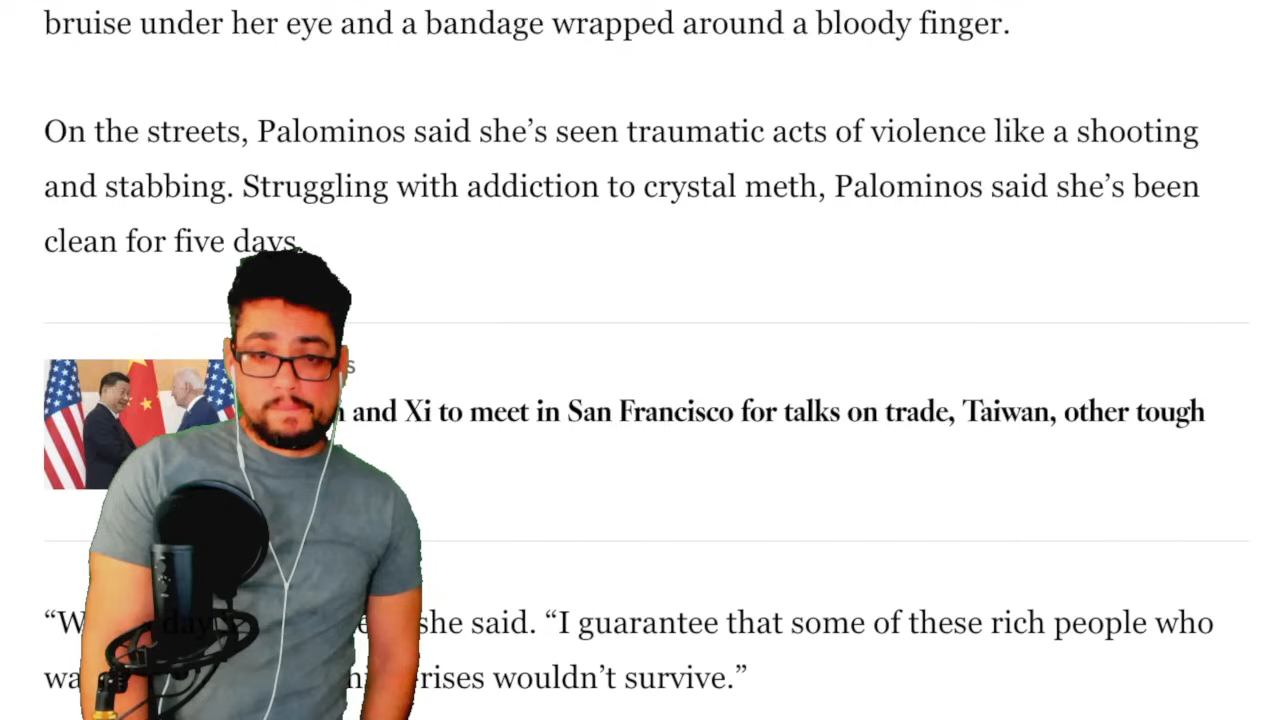 bruise under her eye and a bandage wrapped around a bloody finger.
On the streets, Palominos said she’s seen traumatic acts of violence like a shooting
and stabbing. Struggling with addiction to crystal meth, Palominos said she’s been
clean for five days.
and Xi to meet in San Francisco for talks on trade, Taiwan, other tough
she said. “I guarantee that some of these rich people who
wouldn’t survive.”